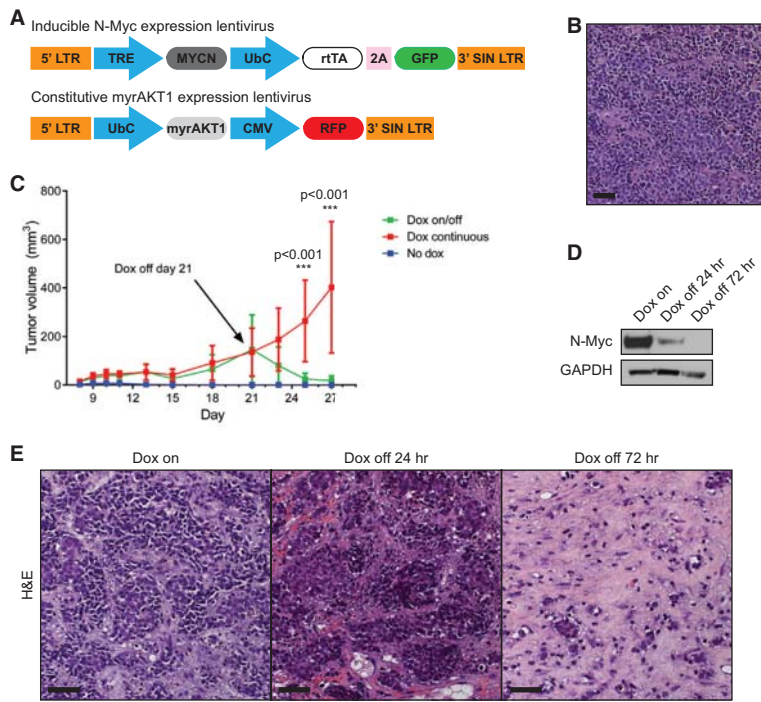 A
Inducible N-Myc expression lentivirus
5' LTR TRE MYCN UbC rtTA 2A GFP 3' SIN LTR
Constitutive myrAKT1 expression lentivirus
5' LTR UbC myrAKT1 CMV RFP 3' SIN LTR
B
C
800
600
400
200
0
Tumor volume (mm3)
9 12 15 18 21 24 27
Day
Dox off day 21
p<0.001
***
p<0.001
***
Dox on/off
Dox continuous
No dox
D
Dox on
Dox off 24 hr
Dox off 72 hr
N-Myc
GAPDH
E
Dox on Dox off 24 hr Dox off 72 hr
H&E